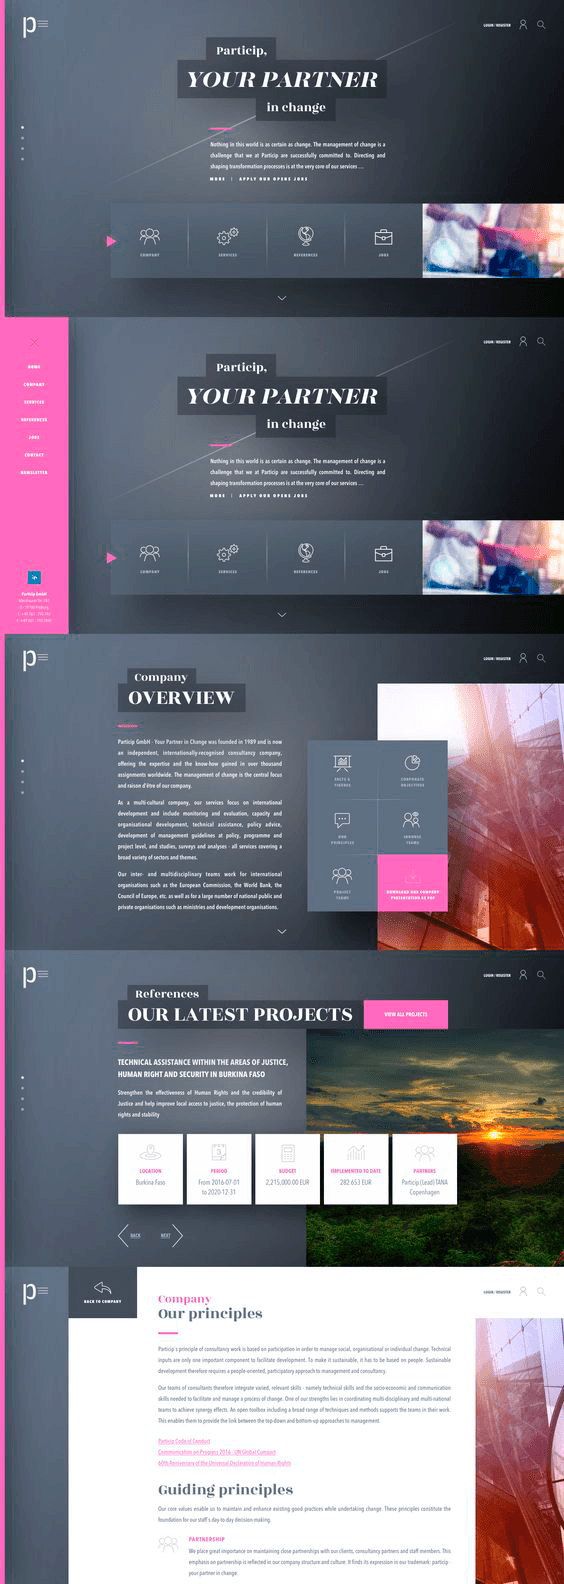 p
LOGIN / REGISTER
Particip,
YOUR PARTNER
in change
Nothing in this world is as certain as change. The management of change is a
challenge that we at Particip are successfully committed to. Directing and
shaping transformation processes is at the very core of our services ...
MORE | APPLY OUR OPENS JOBS
COMPANY
SERVICES
REFERENCES
JOBS
HOME
COMPANY
SERVICES
REFERENCES
JOBS
CONTACT
NEWSLETTER
in
Particip GmbH
LOGIN / REGISTER
Particip,
YOUR PARTNER
in change
Nothing in this world is as certain as change. The management of change is a
challenge that we at Particip are successfully committed to. Directing and
shaping transformation processes is at the very core of our services ...
MORE | APPLY OUR OPENS JOBS
COMPANY
SERVICES
REFERENCES
JOBS
p
LOGIN / REGISTER
Company
OVERVIEW
Particip GmbH - Your Partner in Change was founded in 1989 and is now
an independent, internationally-recognised consultancy company,
offering the expertise and the know-how gained in over thousand
assignments worldwide. The management of change is the central focus
and raison d'être of our company.
As a multi-cultural company, our services focus on international
development and include monitoring and evaluation, capacity and
organisational development, technical assistance, policy advice,
development of management guidelines at policy, programme and
project level, and studies, surveys and analyses - all services covering a
broad variety of sectors and themes.
Our inter- and multidisciplinary teams work for international
organisations such as the European Commission, the World Bank, the
Council of Europe, etc. as well as for a large number of national public and
private organisations such as ministries and development organisations.
FACTS &
FIGURES
CORPORATE
OBJECTIVES
OUR
PRINCIPLES
INHOUSE
TEAMS
PROJECT
TEAMS
DOWNLOAD OUR COMPANY
PRESENTATION AS PDF
p
LOGIN / REGISTER
References
OUR LATEST PROJECTS
VIEW ALL PROJECTS
TECHNICAL ASSISTANCE WITHIN THE AREAS OF JUSTICE,
HUMAN RIGHT AND SECURITY IN BURKINA FASO
Strengthen the effectiveness of Human Rights and the credibility of
Justice and help improve local access to justice, the protection of human
rights and stability
LOCATION
Burkina Faso
PERIOD
From 2016-07-01
to 2020-12-31
BUDGET
2,215,000.00 EUR
IMPLEMENTED TO DATE
282 653 EUR
PARTNERS
Particip (Lead) TANA
Copenhagen
BACK
NEXT
p
BACK TO COMPANY
LOGIN / REGISTER
Company
Our principles
Particip's principle of consultancy work is based on participation in order to manage social, organisational or individual change. Technical
inputs are only one important component to facilitate development. To make it sustainable, it has to be based on people. Sustainable
development therefore requires a people-oriented, participatory approach to management and consultancy.
Our teams of consultants therefore integrate varied, relevant skills - namely technical skills and the socio-economic and communication
skills needed to facilitate and manage a process of change. One of our strengths lies in coordinating multi-disciplinary and multi-national
teams to achieve synergy effects. An open toolbox including a broad range of techniques and methods supports the teams in their work.
This enables them to provide the link between the top-down and bottom-up approaches to management.
Particip Code of Conduct
Communication on Progress 2016 - UN Global Compact
60th Anniversary of the Universal Declaration of Human Rights
Guiding principles
Our core values enable us to maintain and enhance existing good practices while undertaking change. These principles constitute the
foundation for our staff's day to day decision-making.
PARTNERSHIP
We place great importance on maintaining close partnerships with our clients, consultancy partners and staff members. This
emphasis on partnership is reflected in our company structure and culture. It finds its expression in our trademark: particip -
your partner in change.